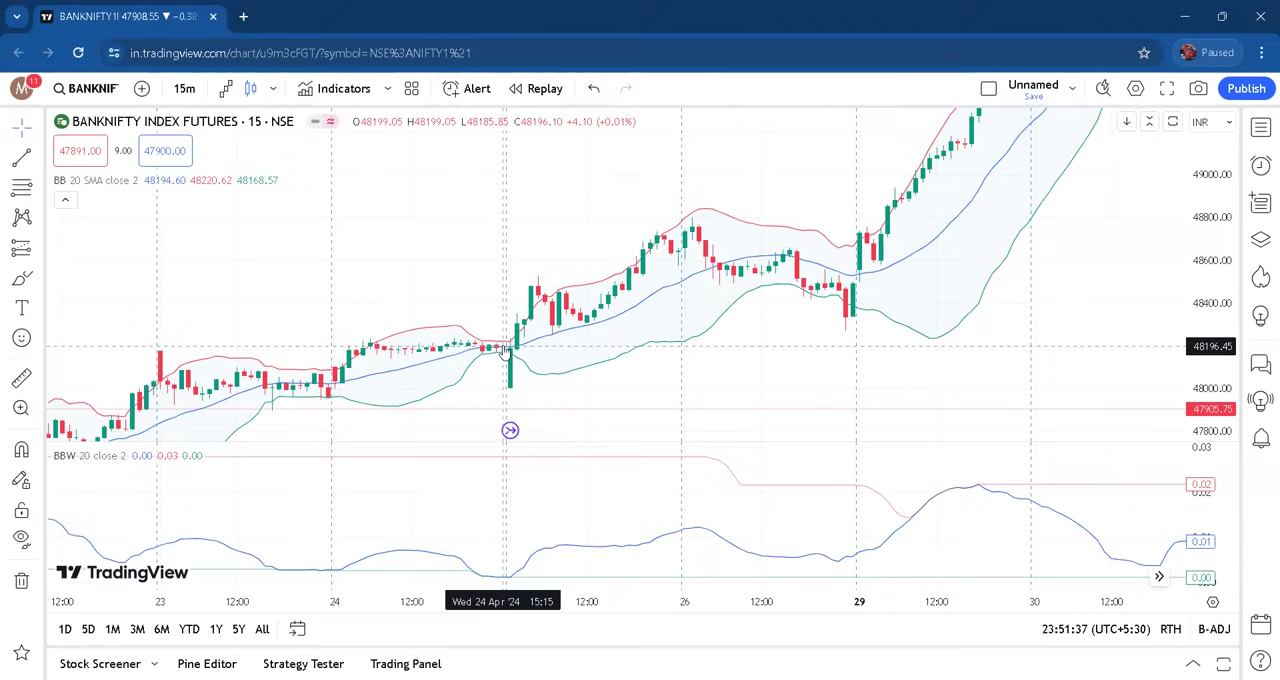 BANKNIFTY1! 47908.55 ▼ −0.38
in.tradingview.com/chart/u9m3cFGT/?symbol=NSE%3ANIFTY1%21
Paused
M 11 BANKNIF 15m Indicators Alert Replay Unnamed Save Publish
BANKNIFTY INDEX FUTURES · 15 · NSE O48199.05 H48199.05 L48185.85 C48196.10 +4.10 (+0.01%) INR
47891.00 9.00 47900.00
BB 20 SMA close 2 48194.60 48220.62 48168.57
49000.00
48800.00
48600.00
48400.00
48196.45
48000.00
47905.75
47800.00
BBW 20 close 2 0.00 0.03 0.00
0.03
0.02
0.01
0.00
TradingView
12:00 23 12:00 24 12:00 Wed 24 Apr '24 15:15 12:00 26 12:00 29 12:00 30 12:00
1D 5D 1M 3M 6M YTD 1Y 5Y All 23:51:37 (UTC+5:30) RTH B-ADJ
Stock Screener Pine Editor Strategy Tester Trading Panel